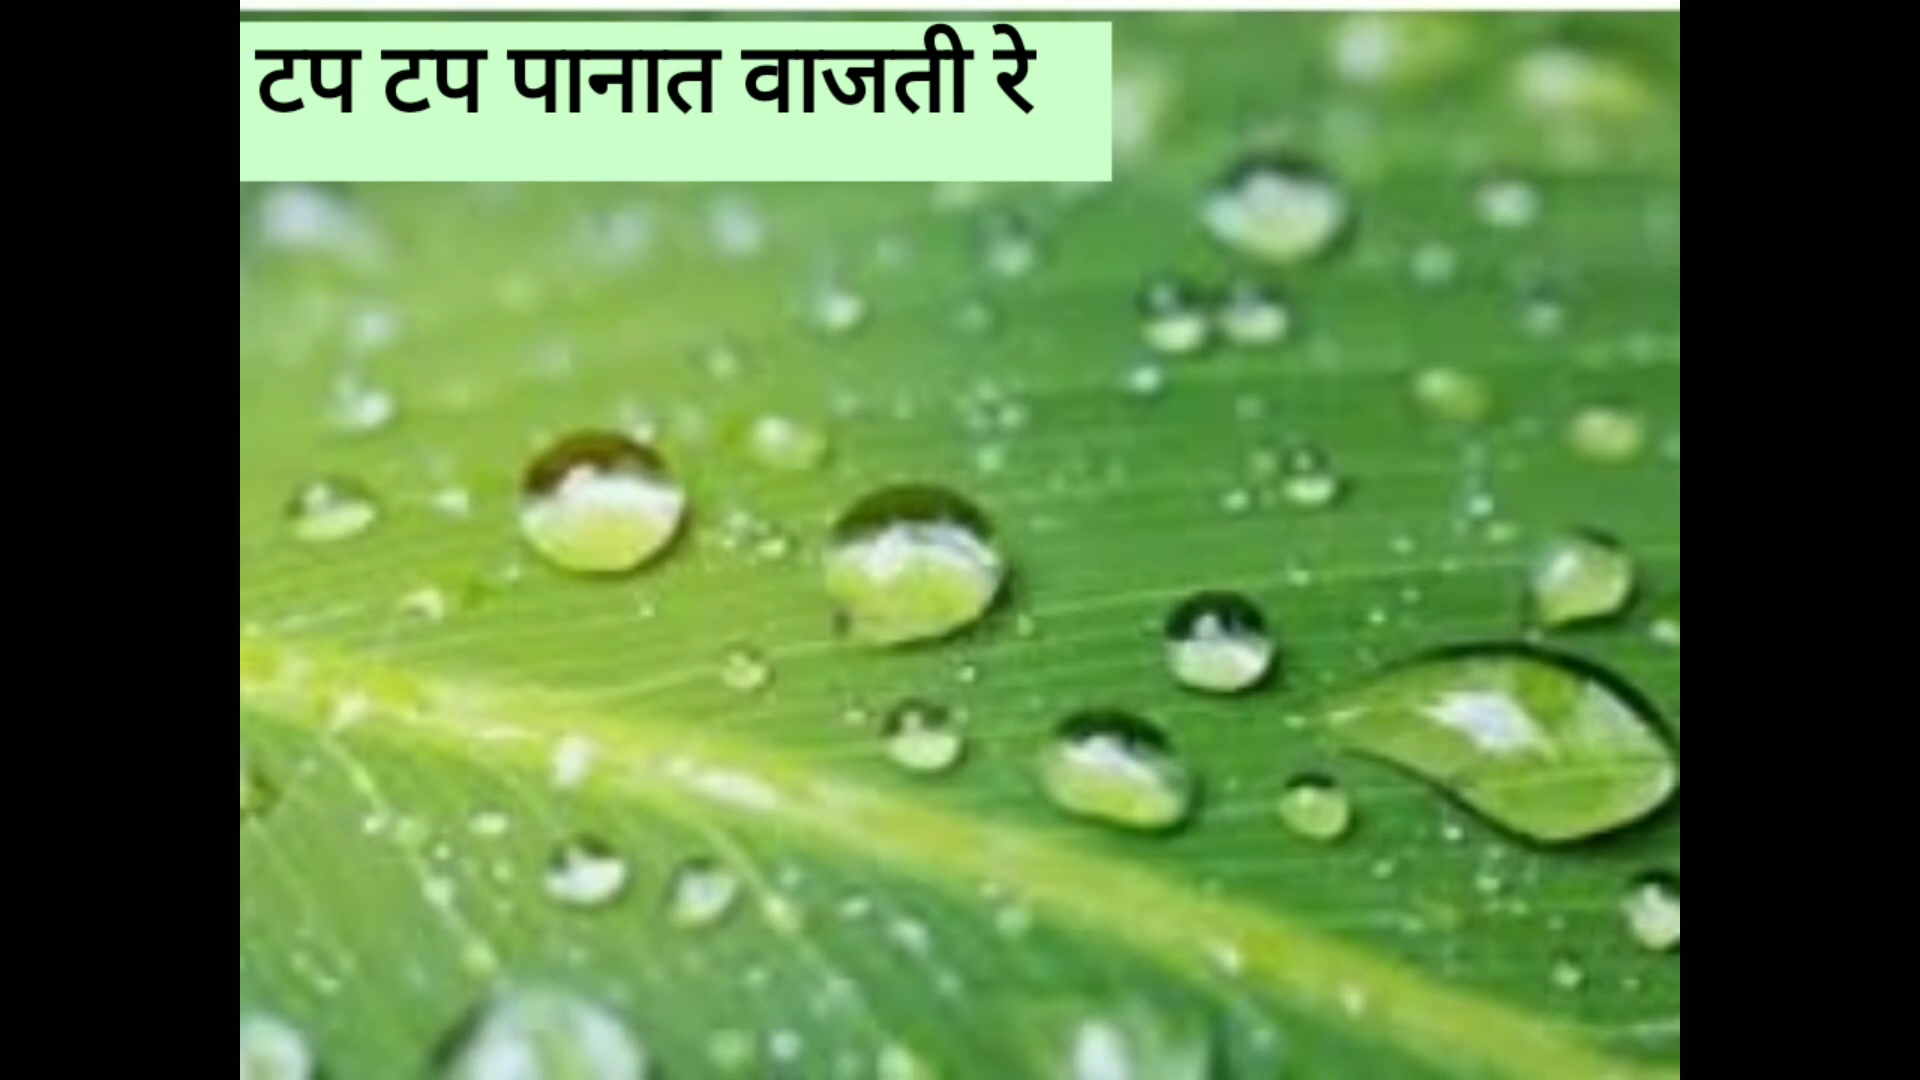 टप टप पानात वाजती रे